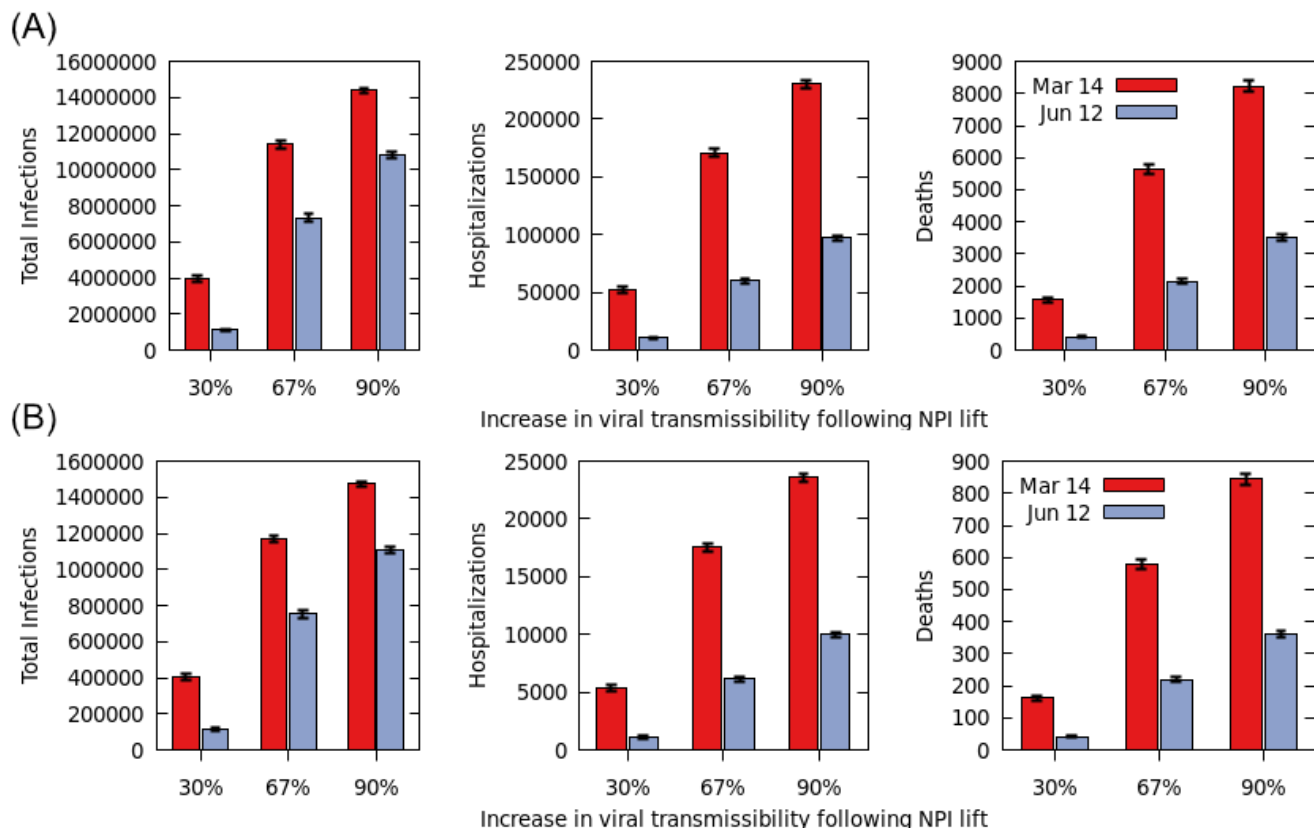 (A)
Total Infections
16000000
14000000
12000000
10000000
8000000
6000000
4000000
2000000
0
30% 67% 90%
Hospitalizations
250000
200000
150000
100000
50000
0
30% 67% 90%
Deaths
9000
8000
7000
6000
5000
4000
3000
2000
1000
0
Mar 14
Jun 12
30% 67% 90%
Increase in viral transmissibility following NPI lift
(B)
Total Infections
1600000
1400000
1200000
1000000
800000
600000
400000
200000
0
30% 67% 90%
Hospitalizations
25000
20000
15000
10000
5000
0
30% 67% 90%
Deaths
900
800
700
600
500
400
300
200
100
0
Mar 14
Jun 12
30% 67% 90%
Increase in viral transmissibility following NPI lift